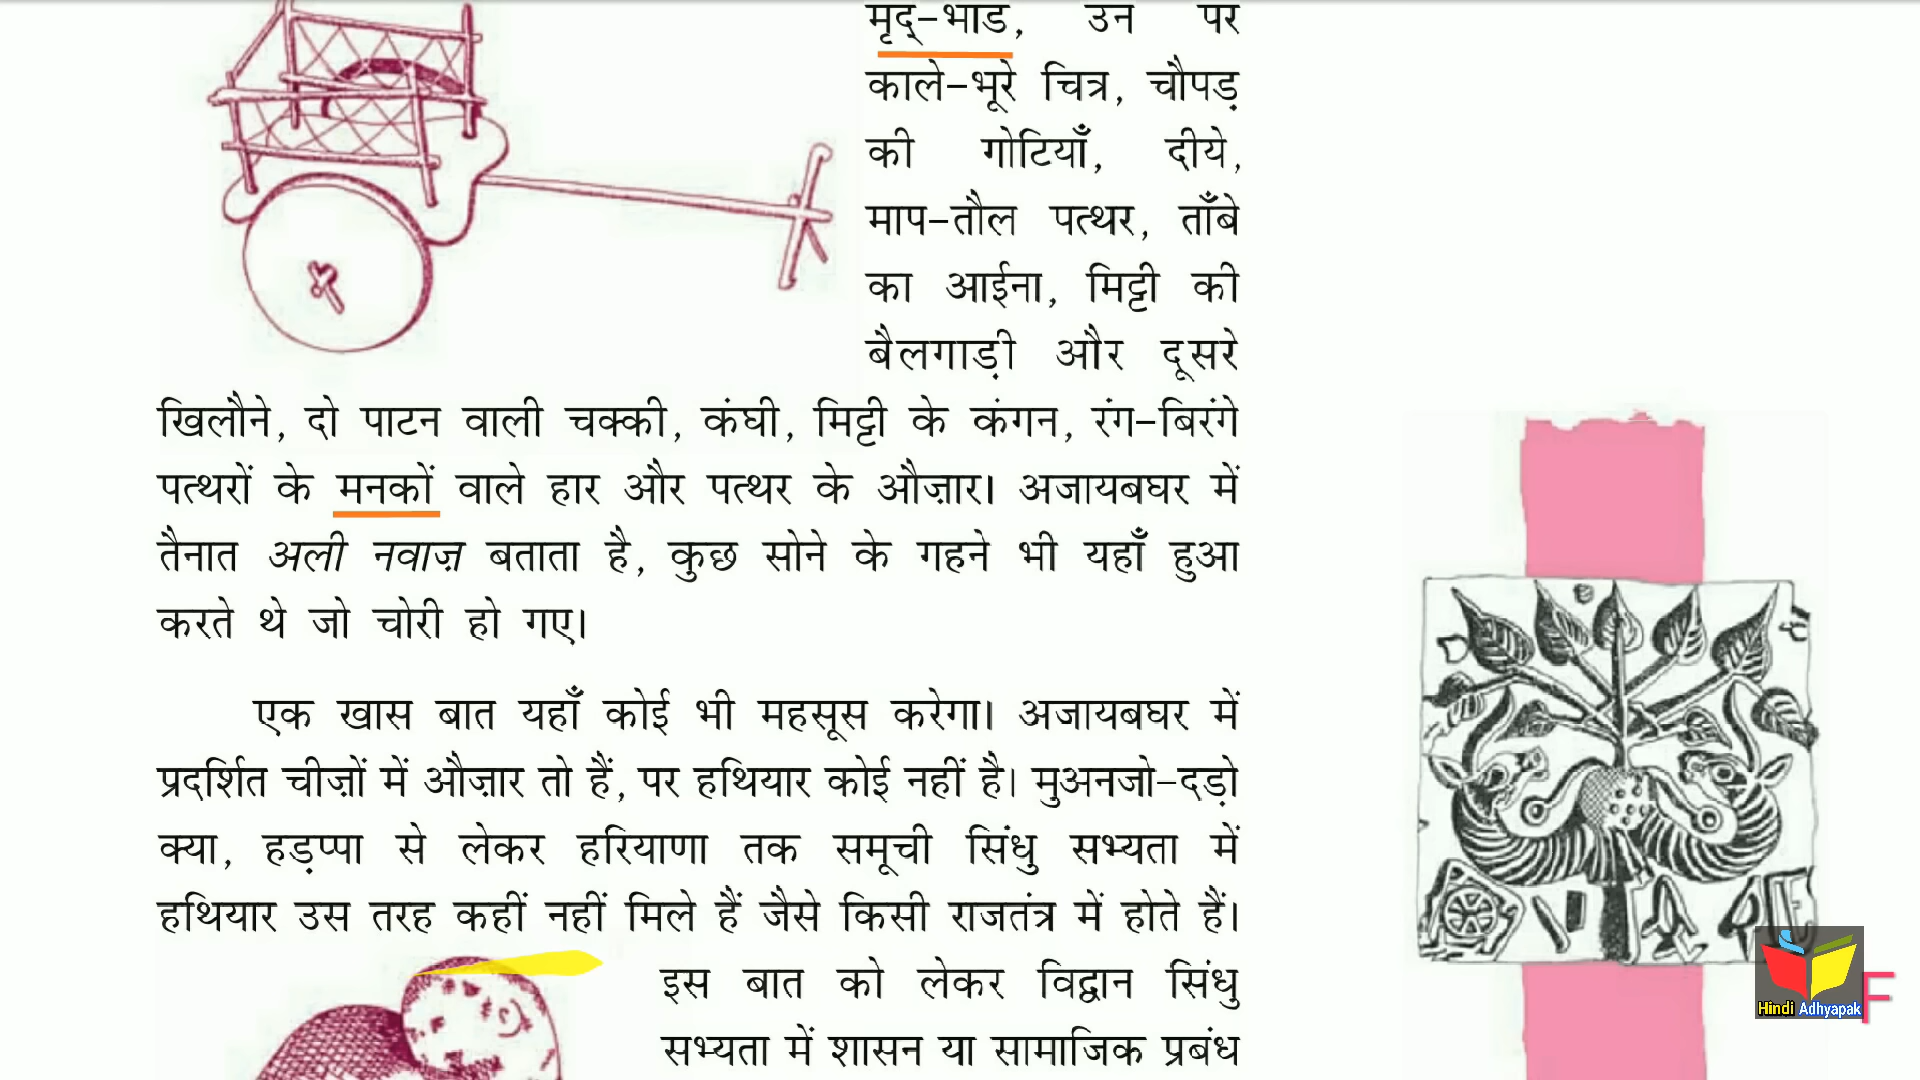 मृद्-भांड, उन पर
काले-भूरे चित्र, चौपड़
की गोटियाँ, दीये,
माप-तौल पत्थर, ताँबे
का आईना, मिट्टी की
बैलगाड़ी और दूसरे
खिलौने, दो पाटन वाली चक्की, कंघी, मिट्टी के कंगन, रंग-बिरंगे
पत्थरों के मनकों वाले हार और पत्थर के औज़ार। अजायबघर में
तैनात अली नवाज़ बताता है, कुछ सोने के गहने भी यहाँ हुआ
करते थे जो चोरी हो गए।
एक खास बात यहाँ कोई भी महसूस करेगा। अजायबघर में
प्रदर्शित चीज़ों में औज़ार तो हैं, पर हथियार कोई नहीं है। मुअनजो-दड़ो
क्या, हड़प्पा से लेकर हरियाणा तक समूची सिंधु सभ्यता में
हथियार उस तरह कहीं नहीं मिले हैं जैसे किसी राजतंत्र में होते हैं।
इस बात को लेकर विद्वान सिंधु
सभ्यता में शासन या सामाजिक प्रबंध
Hindi Adhyapak
F